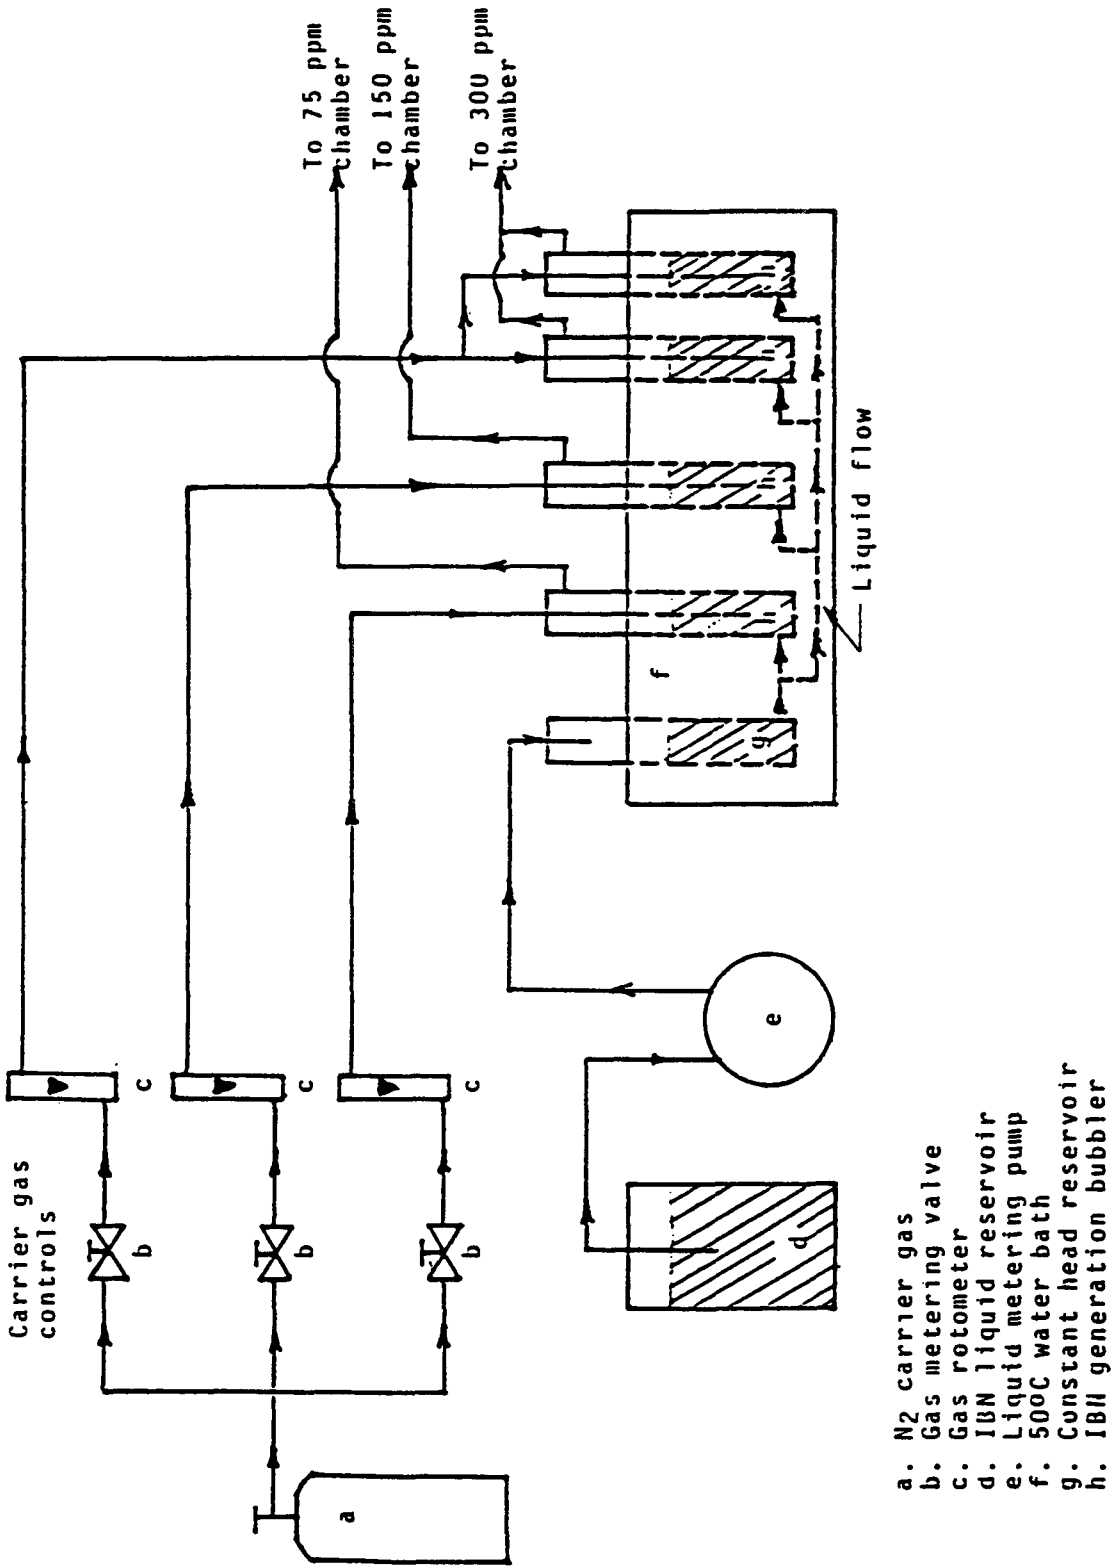 Carrier gas
controls
b
b
b
c
c
c
a
d
e
f
g
h
h
h
h
To 75 ppm
chamber
To 150 ppm
chamber
To 300 ppm
chamber
Liquid flow
a. N2 carrier gas
b. Gas metering valve
c. Gas rotometer
d. IBN liquid reservoir
e. Liquid metering pump
f. 50ºC water bath
g. Constant head reservoir
h. IBN generation bubbler